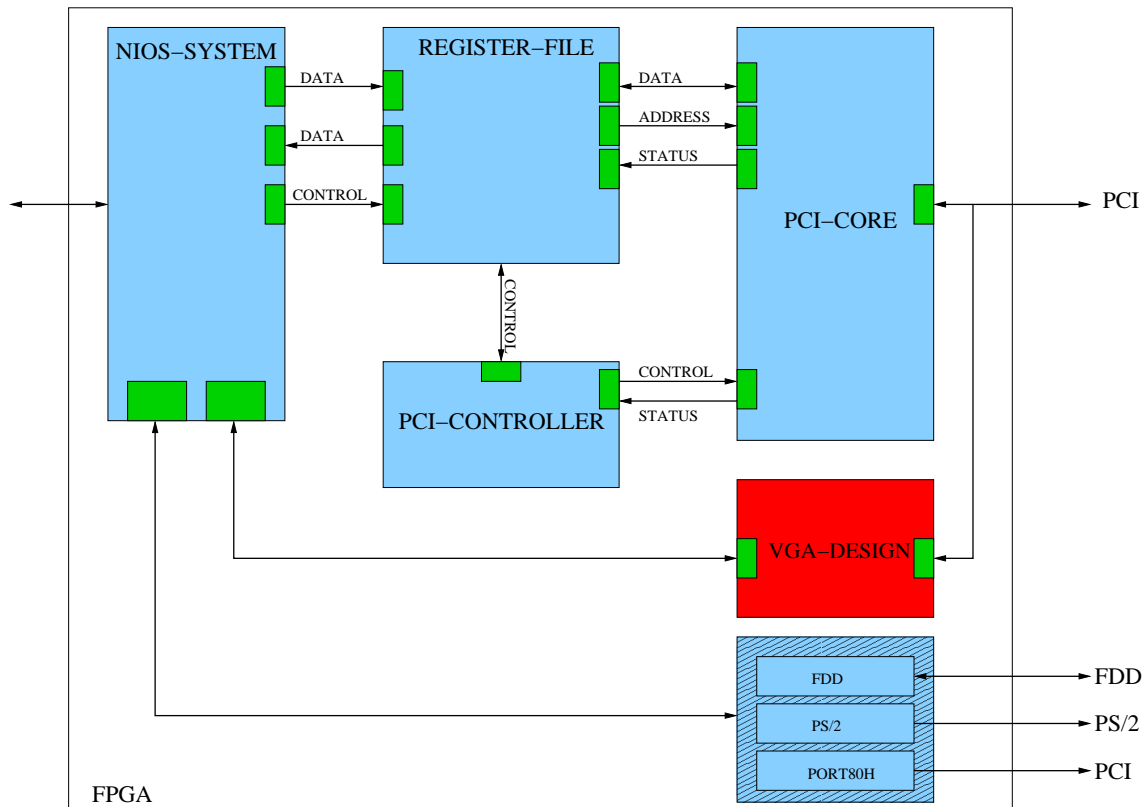 NIOS–SYSTEM
REGISTER–FILE
DATA
DATA
ADDRESS
DATA
STATUS
CONTROL
PCI–CORE
PCI
CONTROL
CONTROL
STATUS
PCI–CONTROLLER
VGA–DESIGN
FDD
FDD
PS/2
PS/2
PORT80H
PCI
FPGA